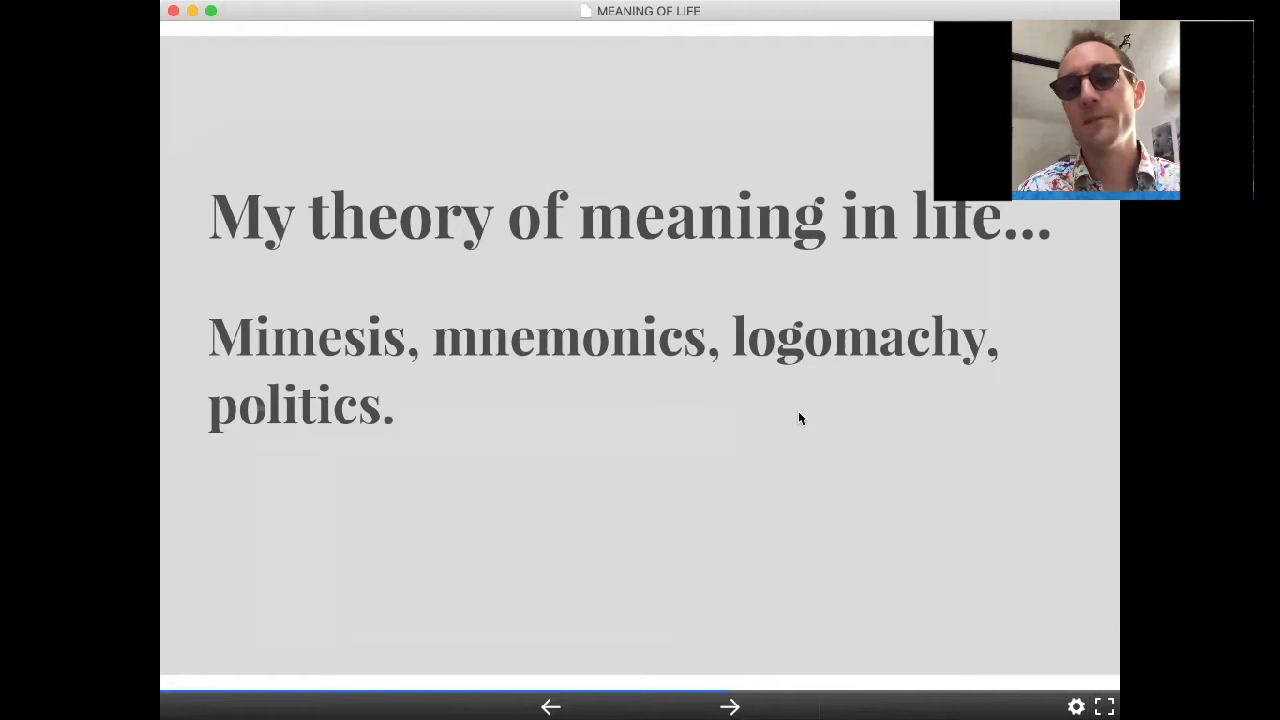 MEANING OF LIFE
My theory of meaning in life...
Mimesis, mnemonics, logomachy,
politics.